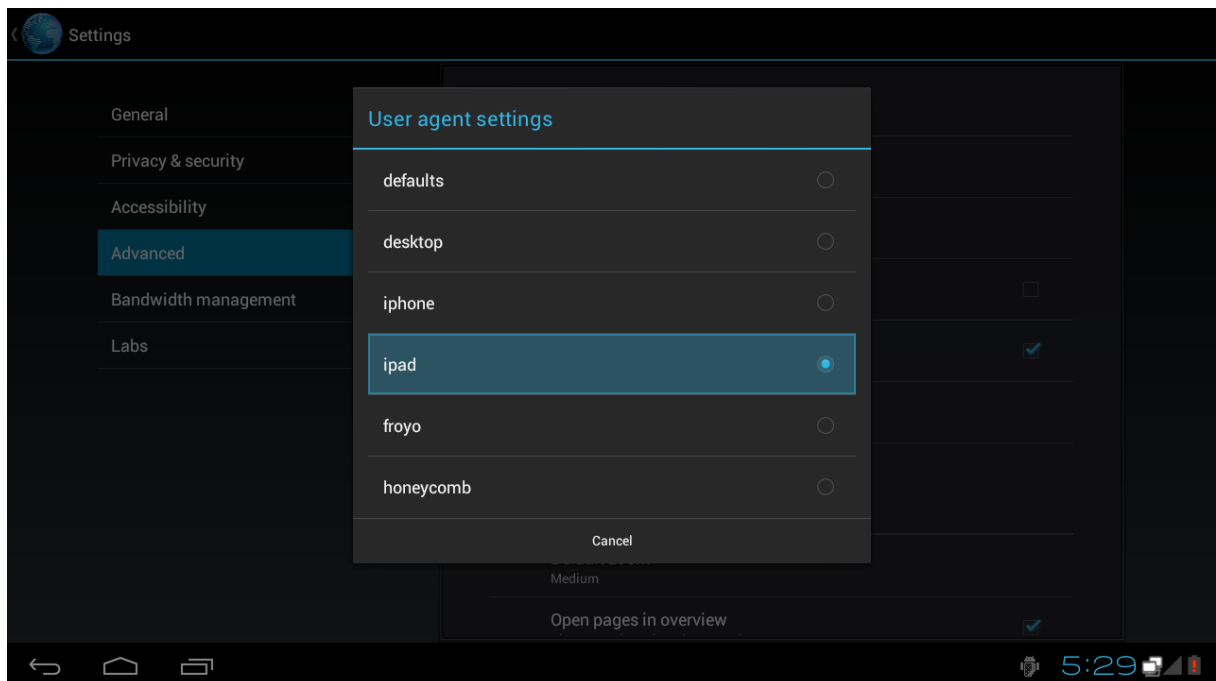 Settings
General
Privacy & security
Accessibility
Advanced
Bandwidth management
Labs
User agent settings
defaults
desktop
iphone
ipad
froyo
honeycomb
Cancel
Medium
Open pages in overview
5:29